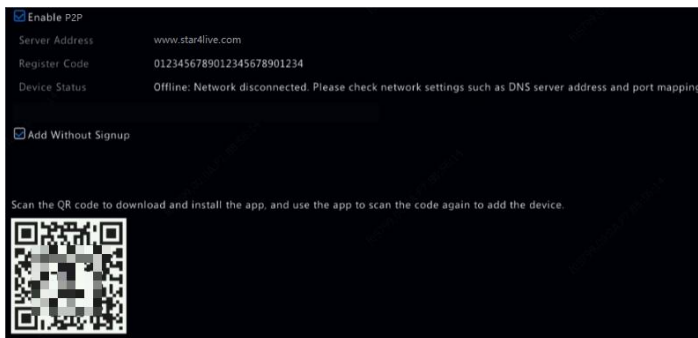 Enable P2P
Server Address www.star4live.com
Register Code 0123456789012345678901234
Device Status Offline: Network disconnected. Please check network settings such as DNS server address and port mapping
Add Without Signup
Scan the QR code to download and install the app, and use the app to scan the code again to add the device.